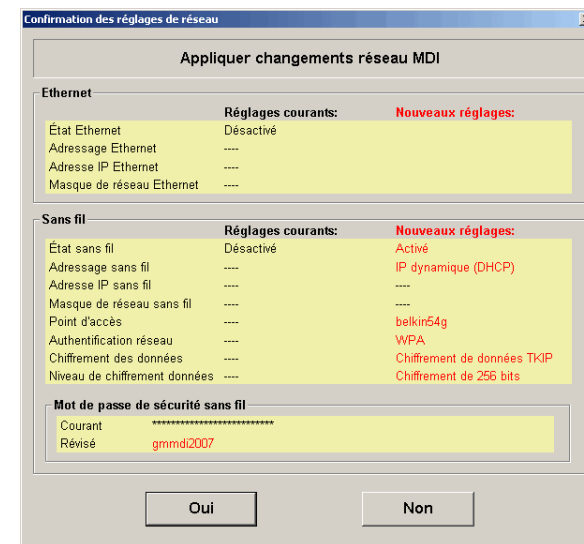 Confirmation des réglages de réseau
Appliquer changements réseau MDI
Ethernet
Réglages courants: Nouveaux réglages:
État Ethernet Désactivé
Adressage Ethernet ----
Adresse IP Ethernet ----
Masque de réseau Ethernet ----
Sans fil
Réglages courants: Nouveaux réglages:
État sans fil Désactivé Activé
Adressage sans fil ---- IP dynamique (DHCP)
Adresse IP sans fil ---- ----
Masque de réseau sans fil ---- ----
Point d'accès ---- belkin54g
Authentification réseau ---- WPA
Chiffrement des données ---- Chiffrement de données TKIP
Niveau de chiffrement données ---- Chiffrement de 256 bits
Mot de passe de sécurité sans fil
Courant **************************
Révisé gmmdi2007
Oui Non